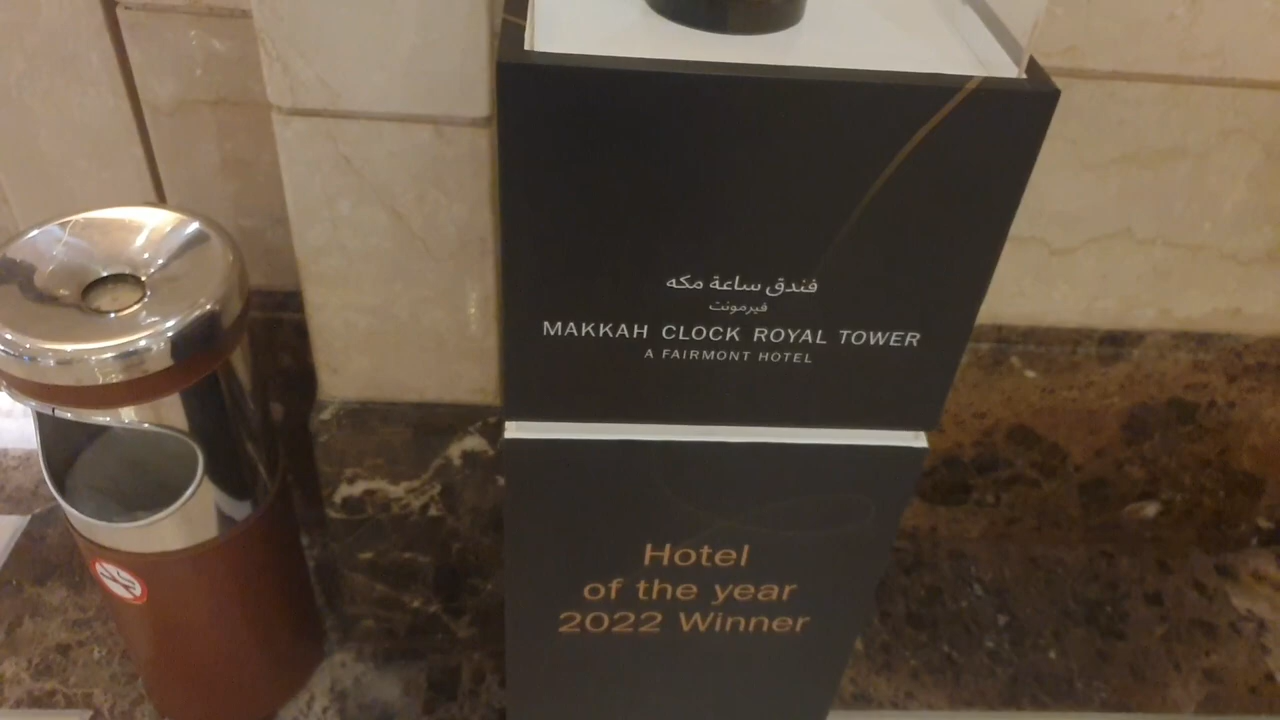 فندق ساعة مكه
فيرمونت
MAKKAH CLOCK ROYAL TOWER
A FAIRMONT HOTEL
Hotel
of the year
2022 Winner